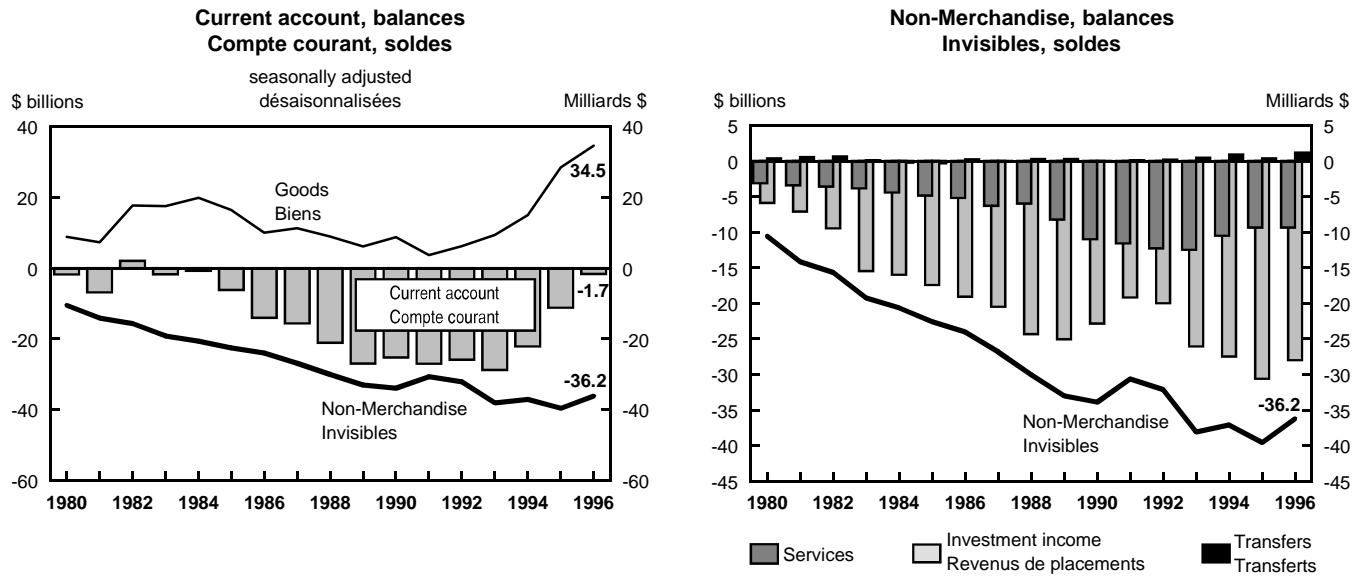 Current account, balances
Compte courant, soldes
seasonally adjusted
désaisonnalisées
$ billions
Milliards $
40
20
0
-20
-40
-60
40
20
0
-20
-40
-60
Goods
Biens
34.5
Current account
Compte courant
-1.7
-36.2
Non-Merchandise
Invisibles
1980 1982 1984 1986 1988 1990 1992 1994 1996
Non-Merchandise, balances
Invisibles, soldes
$ billions
Milliards $
5
0
-5
-10
-15
-20
-25
-30
-35
-40
-45
5
0
-5
-10
-15
-20
-25
-30
-35
-40
-45
-36.2
Non-Merchandise
Invisibles
1980 1982 1984 1986 1988 1990 1992 1994 1996
Services
Investment income
Revenus de placements
Transfers
Transferts